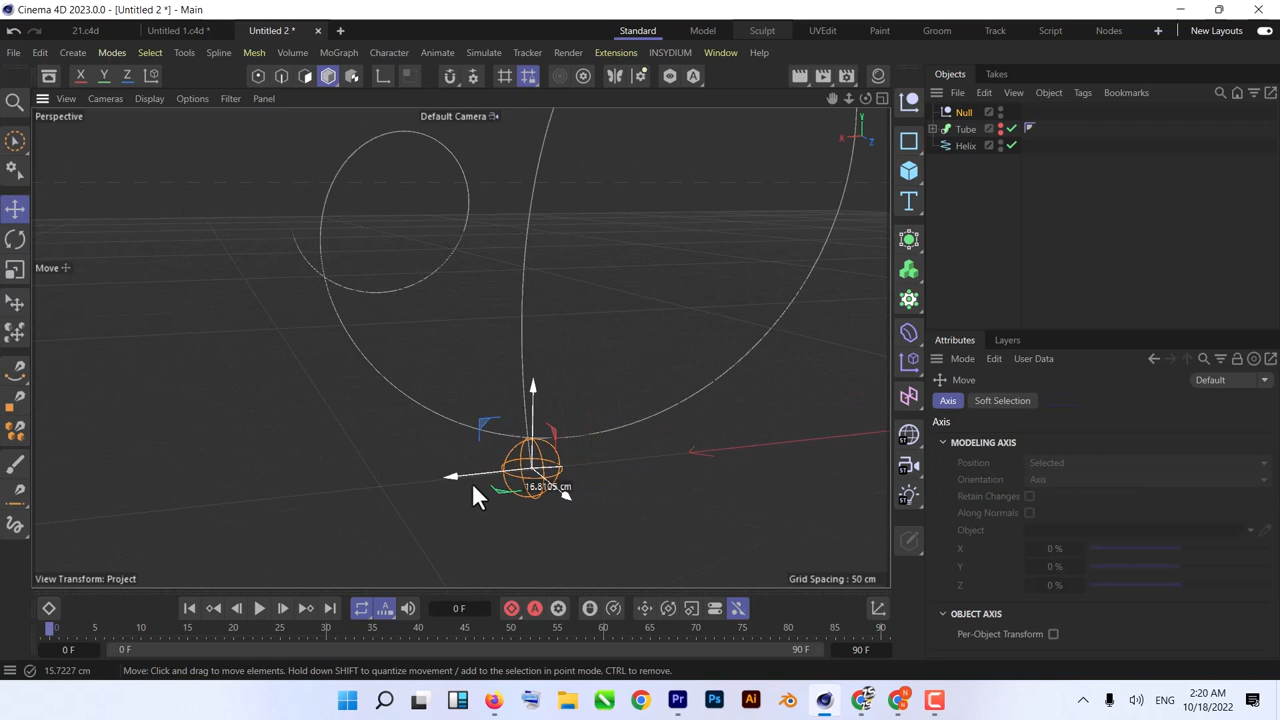 Cinema 4D 2023.0.0 - [Untitled 2 *] - Main
21.c4d
Untitled 1.c4d *
Untitled 2 *
Standard
Model
Sculpt
UVEdit
Paint
Groom
Track
Script
Nodes
New Layouts
File Edit Create Modes Select Tools Spline Mesh Volume MoGraph Character Animate Simulate Tracker Render Extensions INSYDIUM Window Help
X Y Z
Objects Takes
View Cameras Display Options Filter Panel
File Edit View Object Tags Bookmarks
Perspective
Default Camera
Y
X
Z
Null
Tube
Helix
Move
16.8105 cm
Attributes Layers
Mode Edit User Data
Move
Default
Axis Soft Selection
Axis
MODELING AXIS
Position Selected
Orientation Axis
Retain Changes
Along Normals
Object
X 0 %
Y 0 %
Z 0 %
OBJECT AXIS
Per-Object Transform
View Transform: Project
Grid Spacing : 50 cm
0 F
0 5 10 15 20 25 30 35 40 45 50 55 60 65 70 75 80 85 90
0 F 0 F 90 F 90 F
15.7227 cm Move: Click and drag to move elements. Hold down SHIFT to quantize movement / add to the selection in point mode, CTRL to remove.
ENG
2:20 AM
10/18/2022